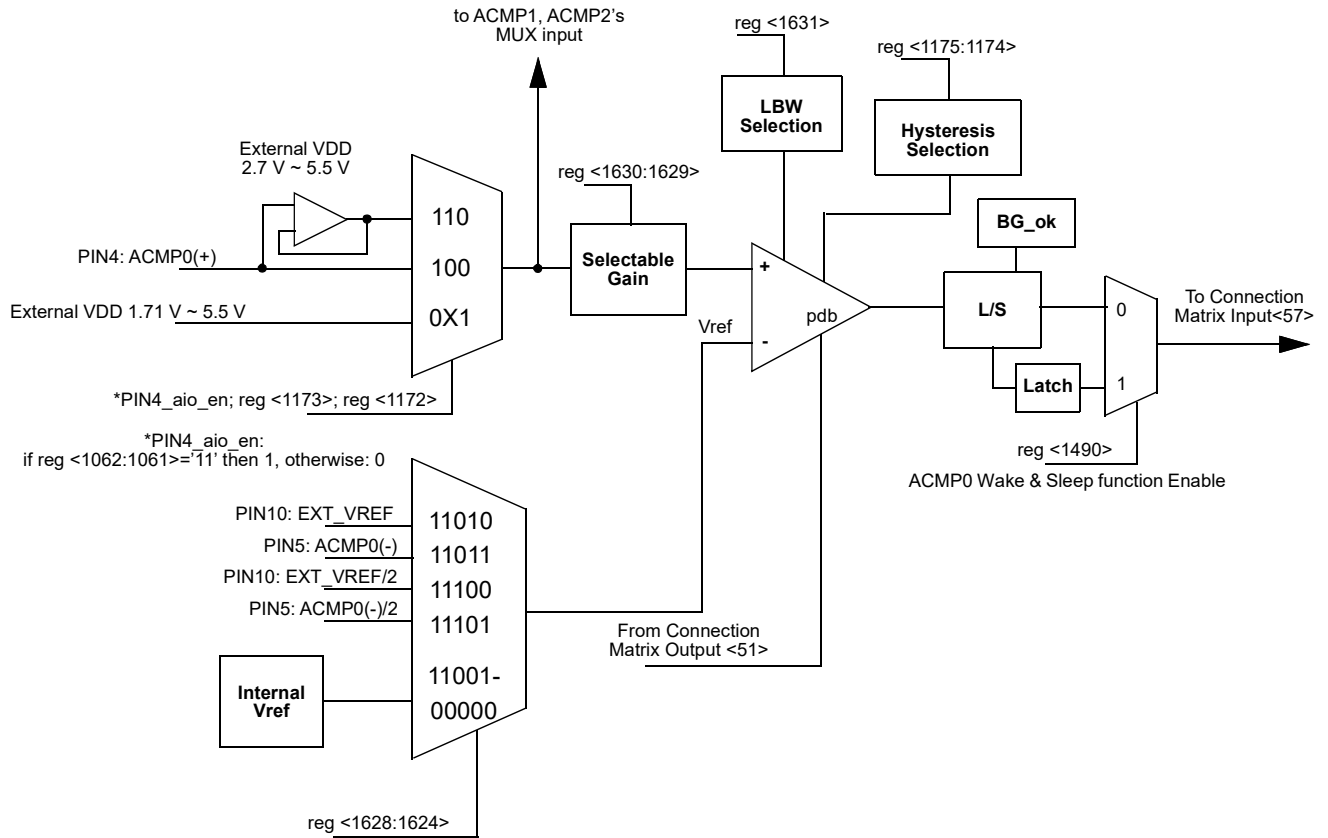 to ACMP1, ACMP2's
MUX input
reg <1631>
reg <1175:1174>
LBW
Selection
Hysteresis
Selection
External VDD
2.7 V ~ 5.5 V
reg <1630:1629>
BG_ok
110
PIN4: ACMP0(+)
100
Selectable
Gain
+
External VDD 1.71 V ~ 5.5 V
0X1
Vref
-
pdb
L/S
0
To Connection
Matrix Input<57>
Latch
1
*PIN4_aio_en; reg <1173>; reg <1172>
*PIN4_aio_en:
if reg <1062:1061>='11' then 1, otherwise: 0
reg <1490>
ACMP0 Wake & Sleep function Enable
PIN10: EXT_VREF
11010
PIN5: ACMP0(-)
11011
PIN10: EXT_VREF/2
11100
PIN5: ACMP0(-)/2
11101
From Connection
Matrix Output <51>
11001-
00000
Internal
Vref
reg <1628:1624>